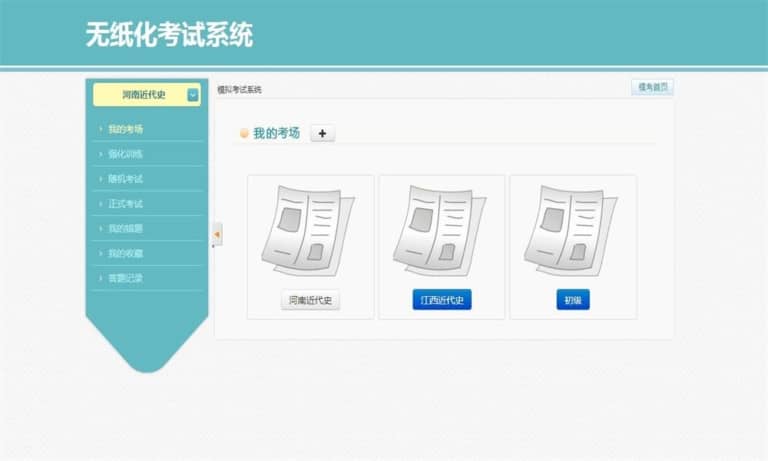 无纸化考试系统
河南近代史
模拟考试系统
模考首页
我的考场
强化训练
随机考试
正式考试
我的错题
我的收藏
答题记录
我的考场
河南近代史
江西近代史
初级